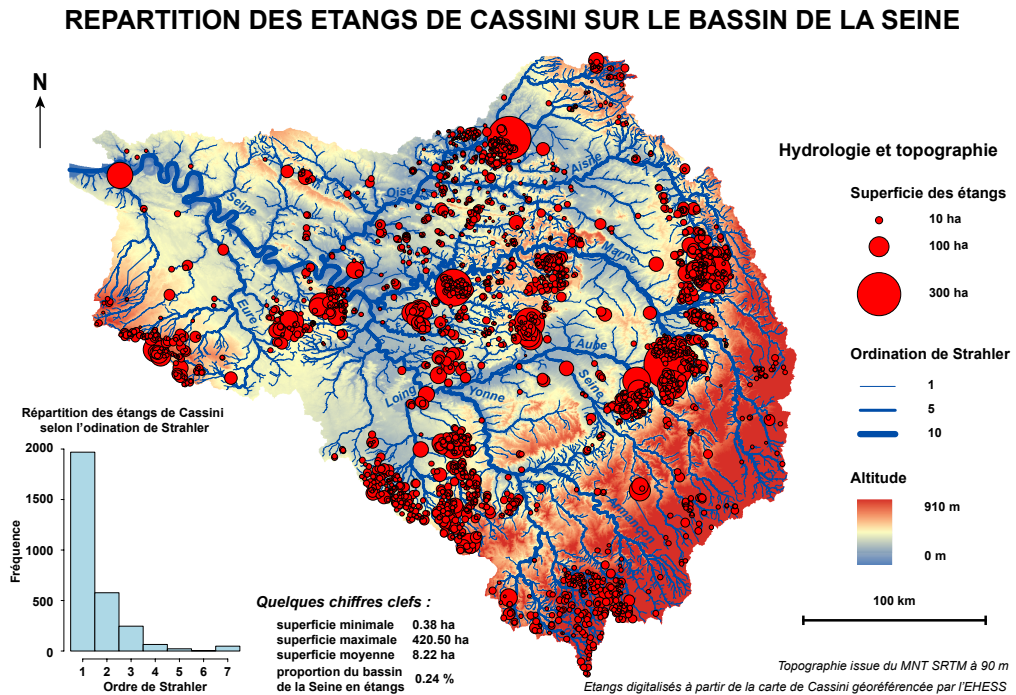 REPARTITION DES ETANGS DE CASSINI SUR LE BASSIN DE LA SEINE
N
Hydrologie et topographie
Superficie des étangs
10 ha
100 ha
300 ha
Ordination de Strahler
1
5
10
Altitude
910 m
0 m
100 km
Oise
Aisne
Seine
Marne
Eure
Aube
Seine
Loing
Yonne
Armançon
Répartition des étangs de Cassini
selon l'odination de Strahler
Fréquence
2000
1500
1000
500
0
1 2 3 4 5 6 7
Ordre de Strahler
Quelques chiffres clefs :
superficie minimale 0.38 ha
superficie maximale 420.50 ha
superficie moyenne 8.22 ha
proportion du bassin
de la Seine en étangs 0.24 %
Topographie issue du MNT SRTM à 90 m
Etangs digitalisés à partir de la carte de Cassini géoréférencée par l'EHESS